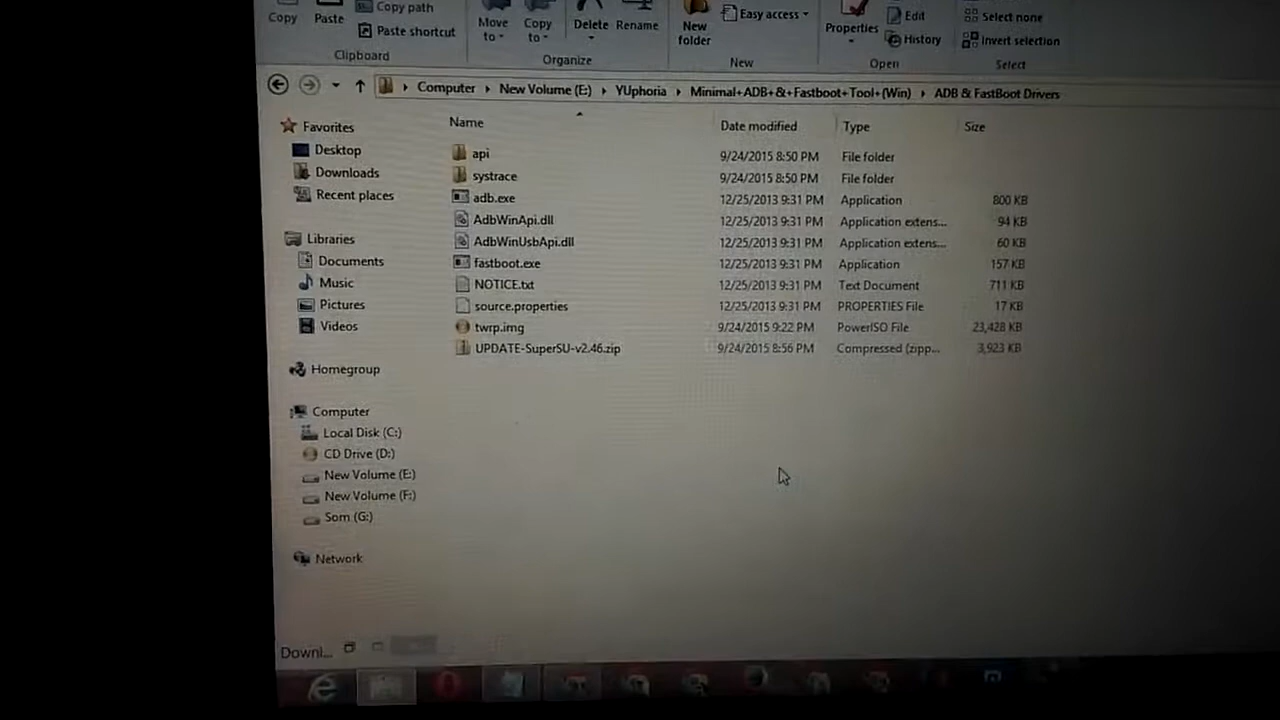 Copy Paste Copy path Paste shortcut
Clipboard
Move to Copy to Delete Rename
Organize
New folder Easy access
New
Properties Edit History
Open
Select none Invert selection
Select
Computer New Volume (E:) YUphoria Minimal+ADB+&+Fastboot+Tool+(Win) ADB & FastBoot Drivers
Favorites
Desktop
Downloads
Recent places
Libraries
Documents
Music
Pictures
Videos
Homegroup
Computer
Local Disk (C:)
CD Drive (D:)
New Volume (E:)
New Volume (F:)
Som (G:)
Network
Name Date modified Type Size
api 9/24/2015 8:50 PM File folder
systrace 9/24/2015 8:50 PM File folder
adb.exe 12/25/2013 9:31 PM Application 800 KB
AdbWinApi.dll 12/25/2013 9:31 PM Application extens... 94 KB
AdbWinUsbApi.dll 12/25/2013 9:31 PM Application extens... 60 KB
fastboot.exe 12/25/2013 9:31 PM Application 157 KB
NOTICE.txt 12/25/2013 9:31 PM Text Document 711 KB
source.properties 12/25/2013 9:31 PM PROPERTIES File 17 KB
twrp.img 9/24/2015 9:22 PM PowerISO File 23,428 KB
UPDATE-SuperSU-v2.46.zip 9/24/2015 8:56 PM Compressed (zipp... 3,923 KB
Downl...